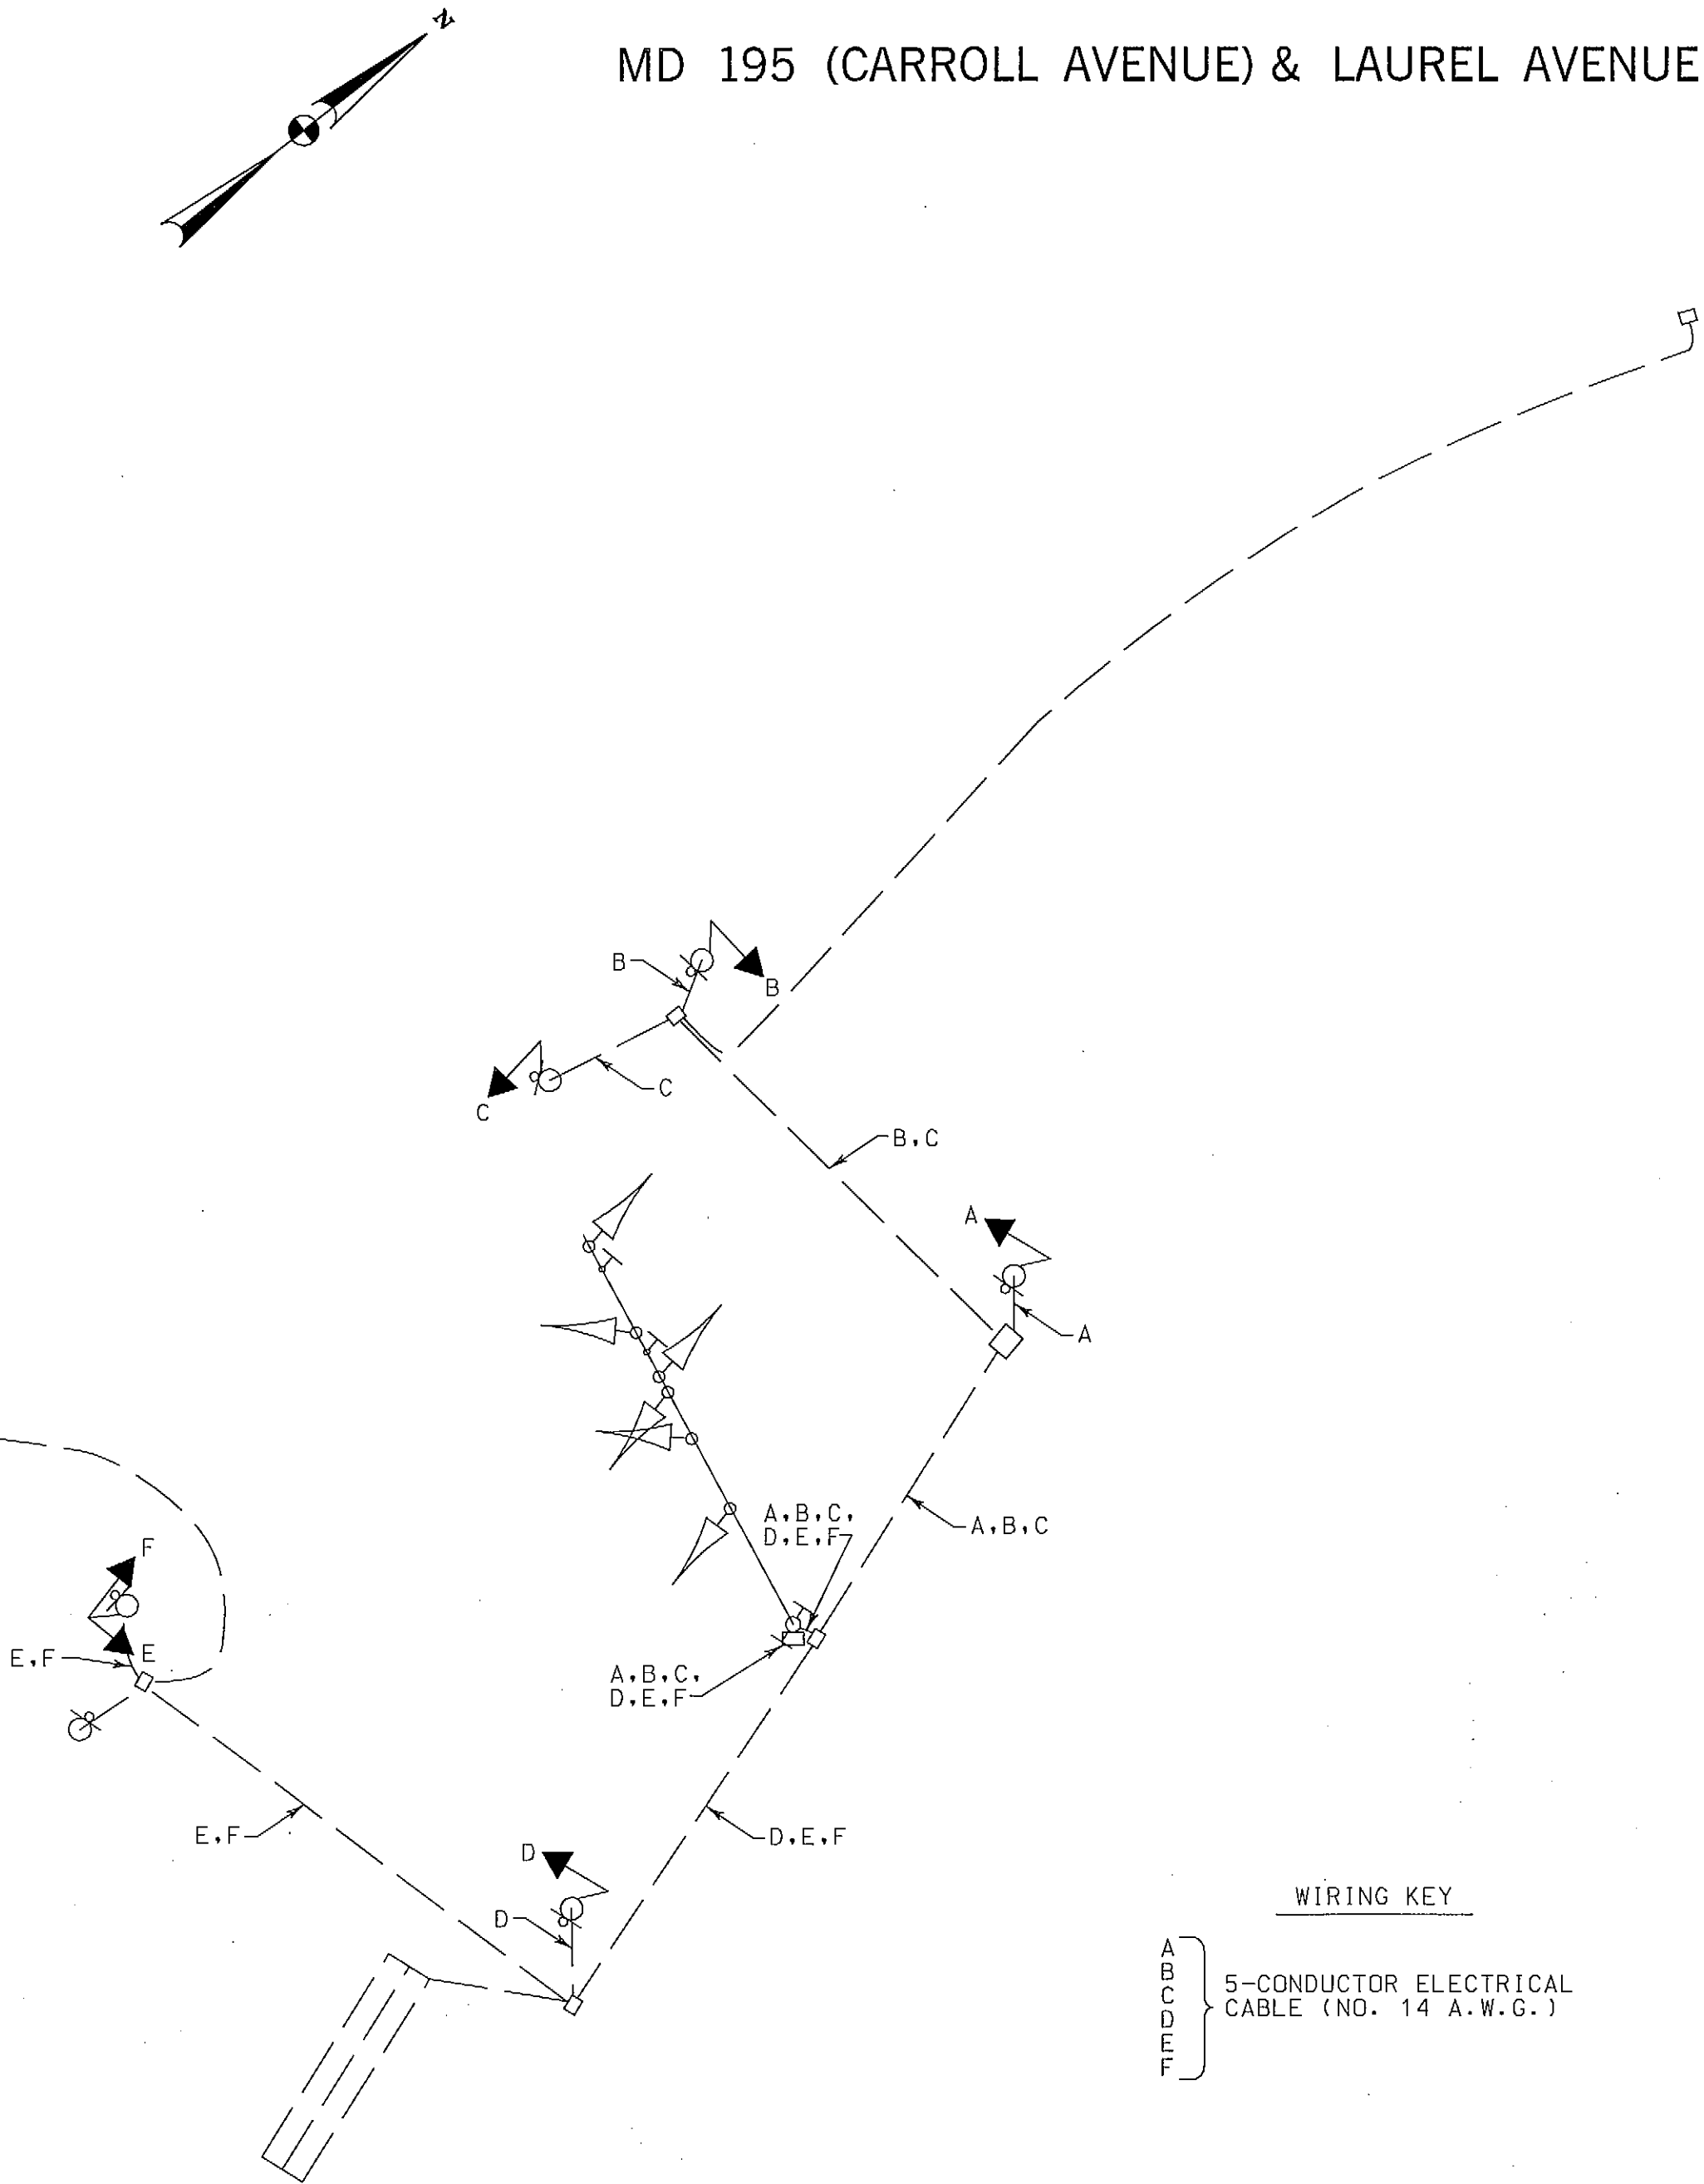 N
MD 195 (CARROLL AVENUE) & LAUREL AVENUE
B
B
C
C
B,C
A
A
A,B,C,
D,E,F
A,B,C
F
E
E,F
A,B,C,
D,E,F
E,F
D
D,E,F
D
WIRING KEY
A
B
C
D
E
F
5-CONDUCTOR ELECTRICAL
CABLE (NO. 14 A.W.G.)